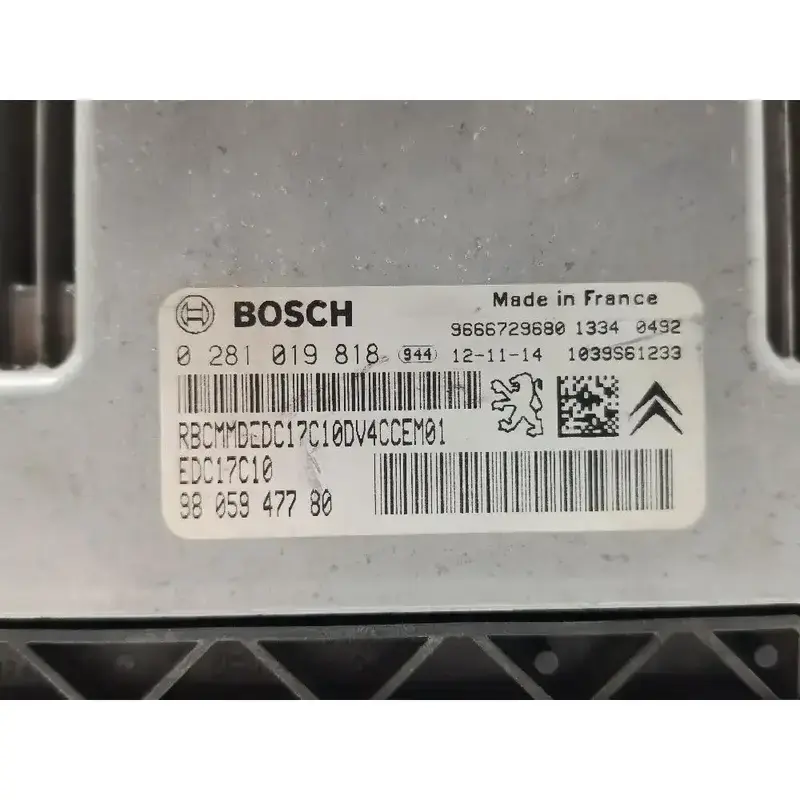 BOSCH
Made in France
9666729680 1334 0492
0 281 019 818 944 12-11-14 1039S61233
RBCMMDEDC17C10DV4CCEM01
EDC17C10
98 059 477 80